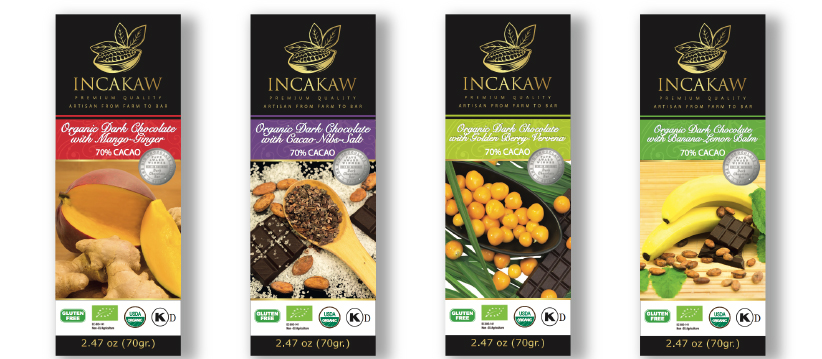 INCAKAW
PREMIUM QUALITY
ARTISAN FROM FARM TO BAR
Organic Dark Chocolate
with Mango-Ginger
70% CACAO
GLUTEN
FREE
USDA
ORGANIC
K D
2.47 oz (70gr.)
INCAKAW
PREMIUM QUALITY
ARTISAN FROM FARM TO BAR
Organic Dark Chocolate
with Cacao-Nibs-Salt
70% CACAO
GLUTEN
FREE
USDA
ORGANIC
K D
2.47 oz (70gr.)
INCAKAW
PREMIUM QUALITY
ARTISAN FROM FARM TO BAR
Organic Dark Chocolate
with Golden Berry-Vervena
70% CACAO
GLUTEN
FREE
USDA
ORGANIC
K D
2.47 oz (70gr.)
INCAKAW
PREMIUM QUALITY
ARTISAN FROM FARM TO BAR
Organic Dark Chocolate
with Banana-Lemon Balm
70% CACAO
GLUTEN
FREE
USDA
ORGANIC
K D
2.47 oz (70gr.)